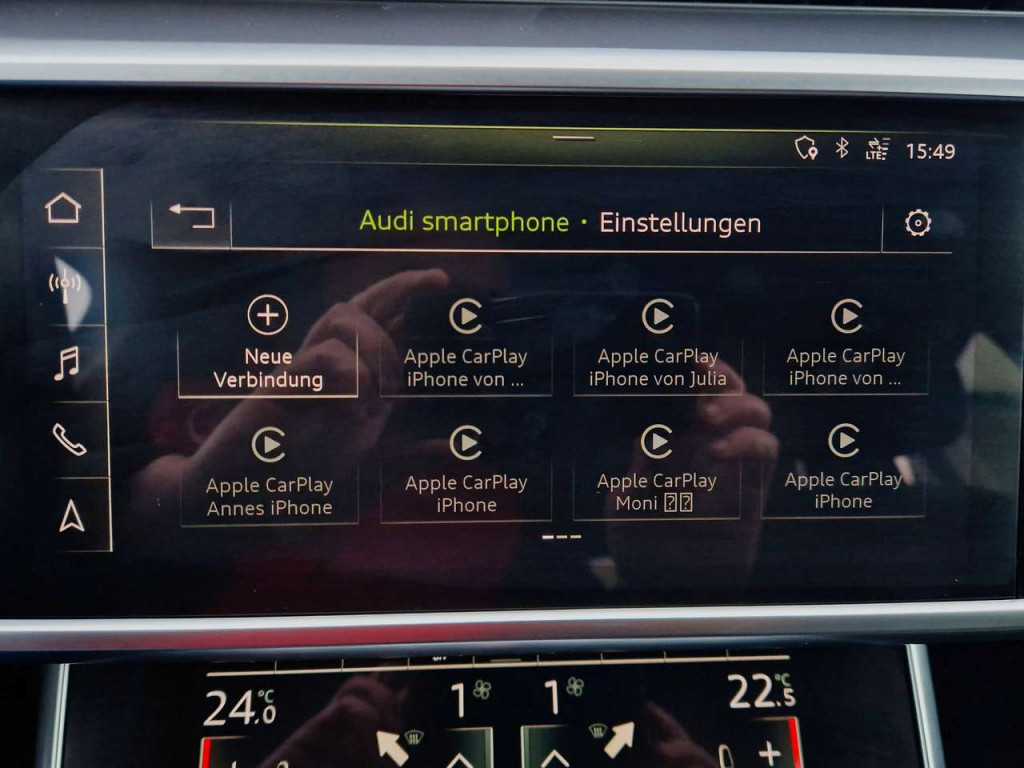 LTE 15:49
Audi smartphone · Einstellungen
Neue
Verbindung
Apple CarPlay
iPhone von ...
Apple CarPlay
iPhone von Julia
Apple CarPlay
iPhone von ...
Apple CarPlay
Annes iPhone
Apple CarPlay
iPhone
Apple CarPlay
Moni
Apple CarPlay
iPhone
24.0 °C 1 1 22.5 °C